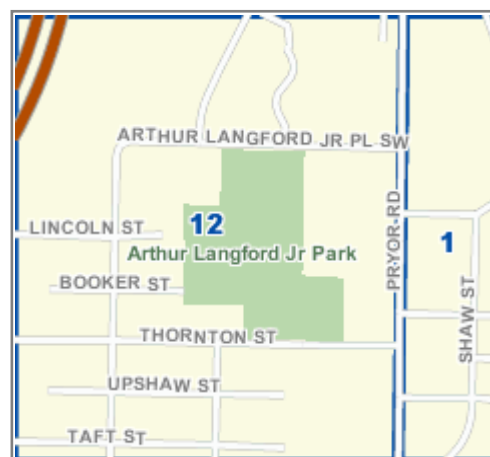 ARTHUR LANGFORD JR PL SW
LINCOLN ST
12
Arthur Langford Jr Park
PRYOR RD
1
BOOKER ST
SHAW ST
THORNTON ST
UPSHAW ST
TAFT ST